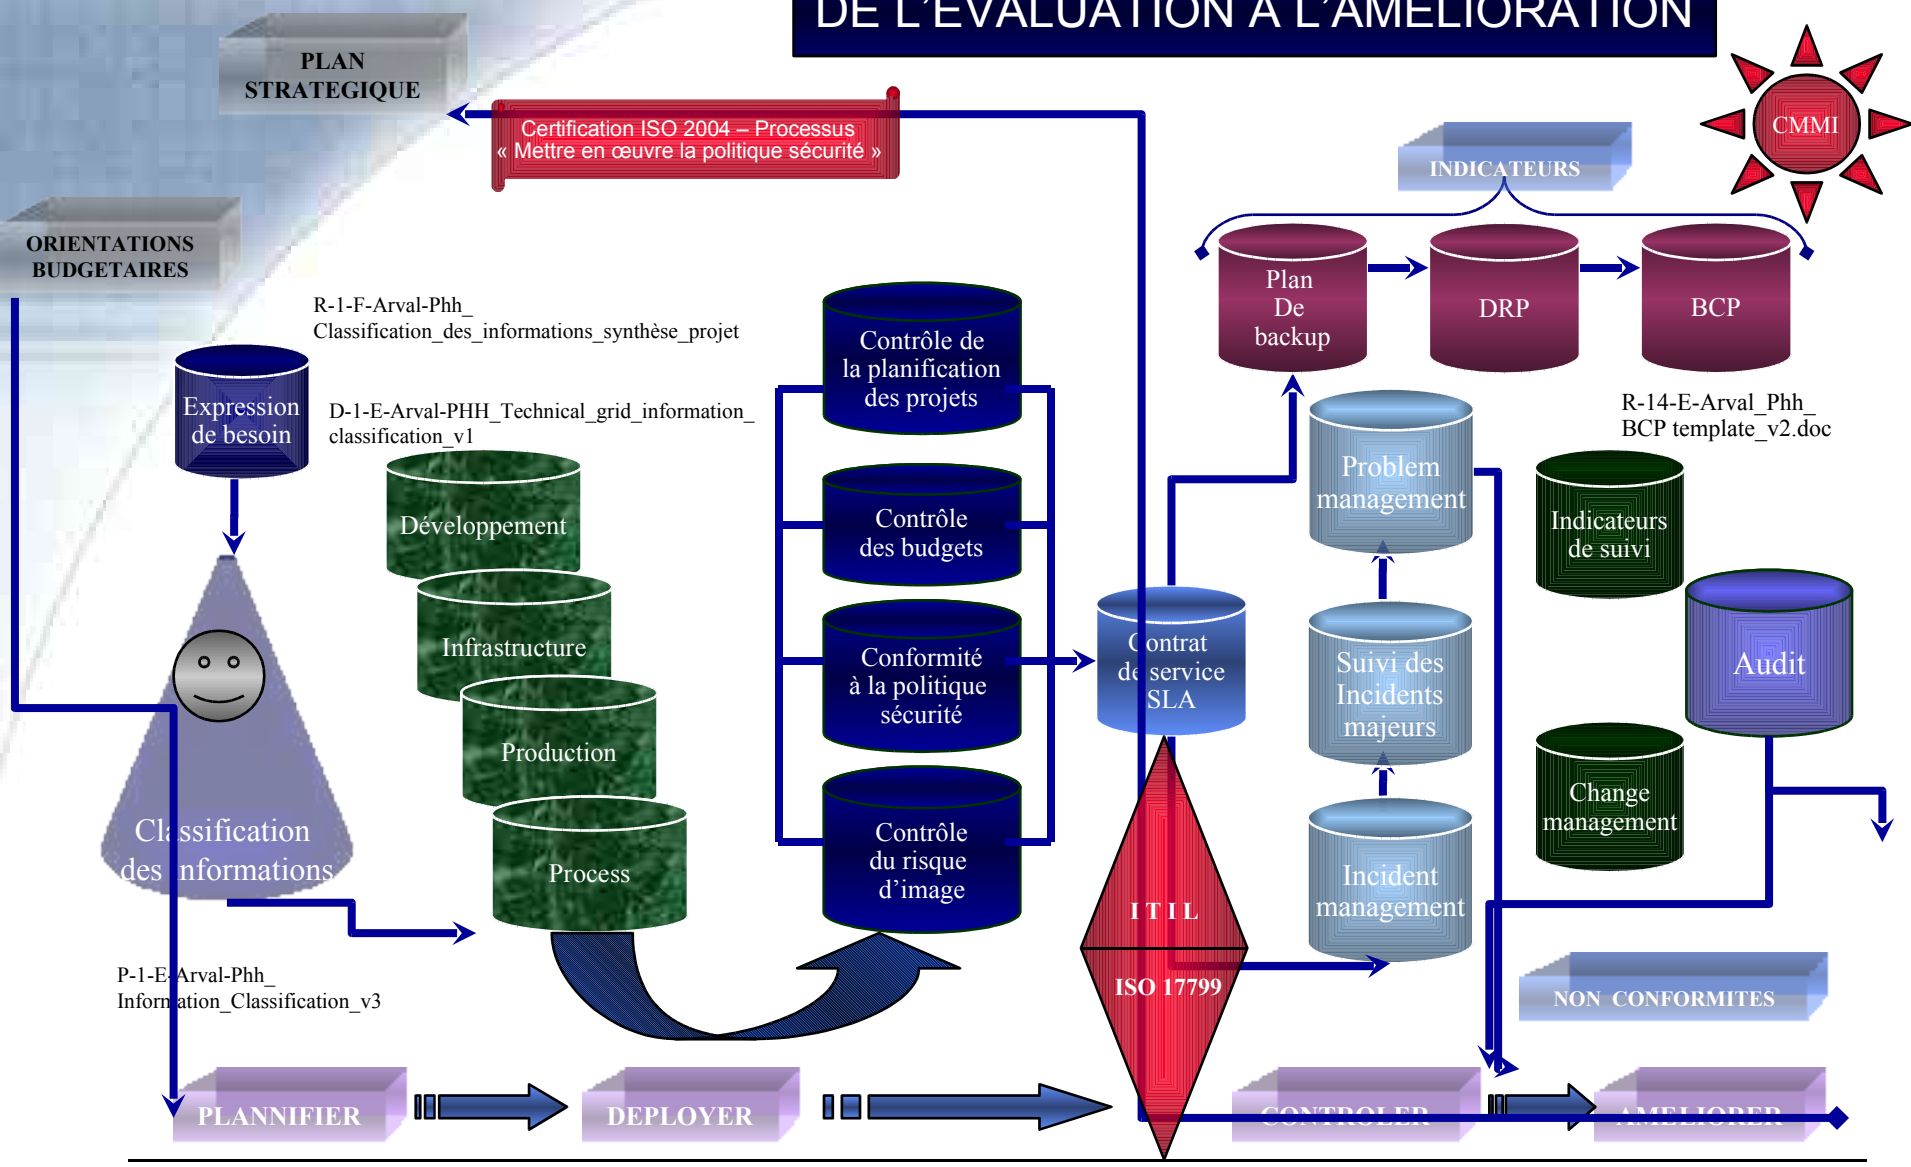 DE L'EVALUATION A L'AMELIORATION
PLAN
STRATEGIQUE
Certification ISO 2004 – Processus
« Mettre en œuvre la politique sécurité »
CMMI
INDICATEURS
ORIENTATIONS
BUDGETAIRES
R-1-F-Arval-Phh_
Classification_des_informations_synthèse_projet
Expression
de besoin
D-1-E-Arval-PHH_Technical_grid_information_
classification_v1
Développement
Infrastructure
Production
Process
Classification
des informations
P-1-E-Arval-Phh_
Information_Classification_v3
Contrôle de
la planification
des projets
Contrôle
des budgets
Conformité
à la politique
sécurité
Contrôle
du risque
d'image
Contrat
de service
SLA
Plan
De
backup
DRP
BCP
R-14-E-Arval_Phh_
BCP template_v2.doc
Problem
management
Suivi des
Incidents
majeurs
Incident
management
Indicateurs
de suivi
Audit
Change
management
I T I L
ISO 17799
NON CONFORMITES
PLANNIFIER
DEPLOYER
CONTROLER
AMELIORER